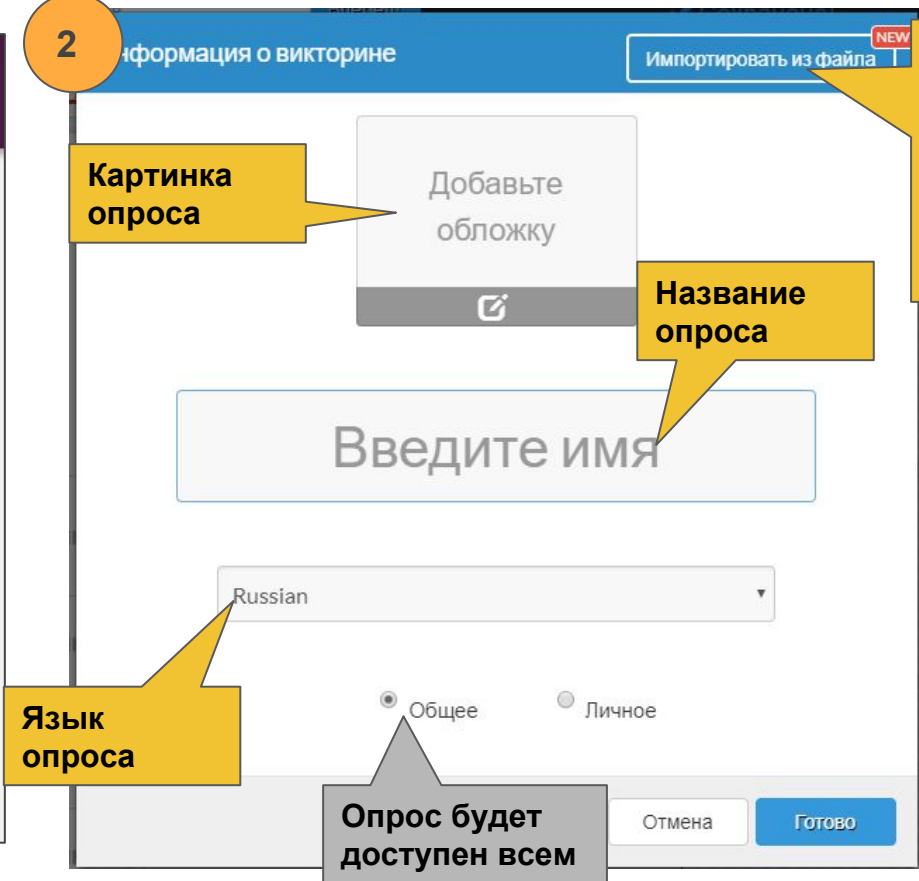 2
нформация о викторине
Импортировать из файла
NEW
Картинка
опроса
Добавьте
обложку
Название
опроса
Введите имя
Russian
Язык
опроса
Общее
Личное
Опрос будет
доступен всем
Отмена
Готово